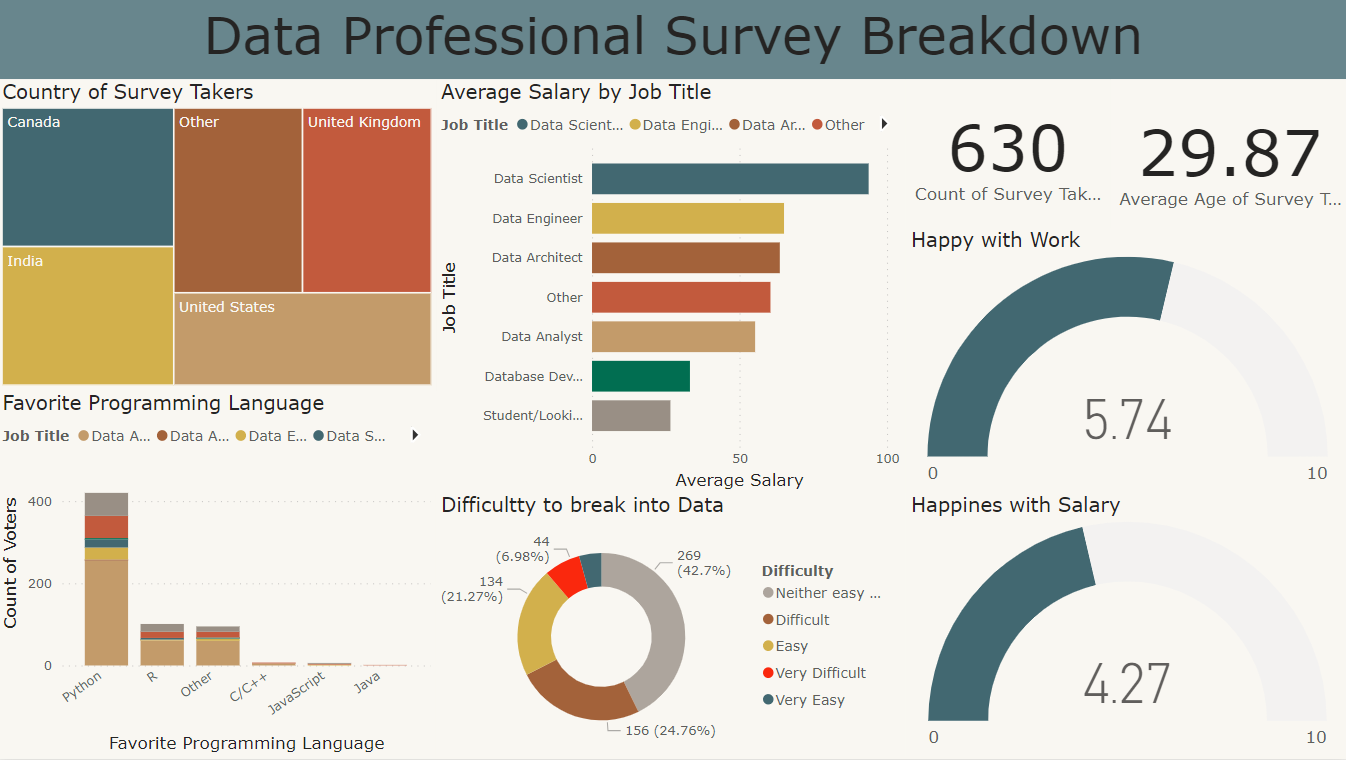 Data Professional Survey Breakdown
Country of Survey Takers
Canada
Other
United Kingdom
India
United States
Average Salary by Job Title
Job Title
Data Scient...
Data Engi...
Data Ar...
Other
Job Title
Data Scientist
Data Engineer
Data Architect
Other
Data Analyst
Database Dev...
Student/Looki...
0
50
100
Average Salary
630
Count of Survey Tak...
29.87
Average Age of Survey T...
Happy with Work
5.74
0
10
Favorite Programming Language
Job Title
Data A...
Data A...
Data E...
Data S...
Count of Voters
400
200
0
Python
R
Other
C/C++
JavaScript
Java
Favorite Programming Language
Difficultty to break into Data
44
(6.98%)
269
(42.7%)
134
(21.27%)
156 (24.76%)
Difficulty
Neither easy ...
Difficult
Easy
Very Difficult
Very Easy
Happines with Salary
4.27
0
10